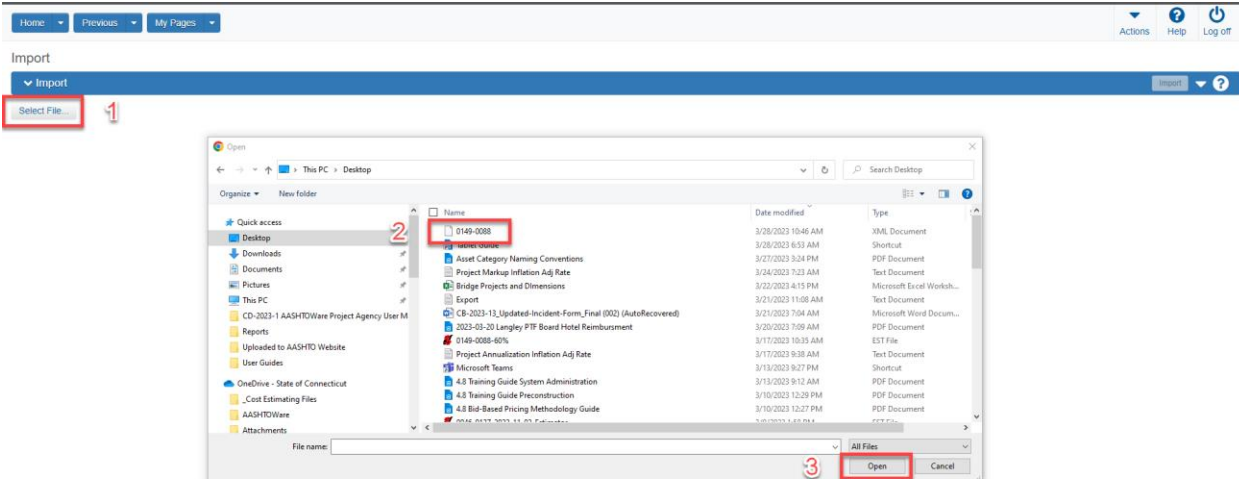 Home Previous My Pages
Actions Help Log off
Import
Import Import
Select File... 1
Open
This PC > Desktop Search Desktop
Organize New folder
Name Date modified Type
Quick access
2 0149-0088 3/28/2023 10:46 AM XML Document
Desktop Tablet Guide 3/28/2023 6:53 AM Shortcut
Downloads Asset Category Naming Conventions 3/27/2023 3:24 PM PDF Document
Documents Project Markup Inflation Adj Rate 3/24/2023 7:23 AM Text Document
Pictures Bridge Projects and DImensions 3/22/2023 4:15 PM Microsoft Excel Worksh...
This PC Export 3/21/2023 11:08 AM Text Document
CD-2023-1 AASHTOWare Project Agency User M CB-2023-13_Updated-Incident-Form_Final (002) (AutoRecovered) 3/21/2023 7:04 AM Microsoft Word Docum...
Reports 2023-03-20 Langley PTF Board Hotel Reimbursment 3/20/2023 7:09 AM PDF Document
Uploaded to AASHTO Website 0149-0088-60% 3/17/2023 10:35 AM EST File
User Guides Project Annualization Inflation Adj Rate 3/17/2023 9:38 AM Text Document
Microsoft Teams 3/13/2023 9:27 PM Shortcut
OneDrive - State of Connecticut 4.8 Training Guide System Administration 3/13/2023 9:12 AM PDF Document
_Cost Estimating Files 4.8 Training Guide Preconstruction 3/10/2023 12:29 PM PDF Document
AASHTOWare 4.8 Bid-Based Pricing Methodology Guide 3/10/2023 12:27 PM PDF Document
Attachments
File name: All Files
3 Open Cancel